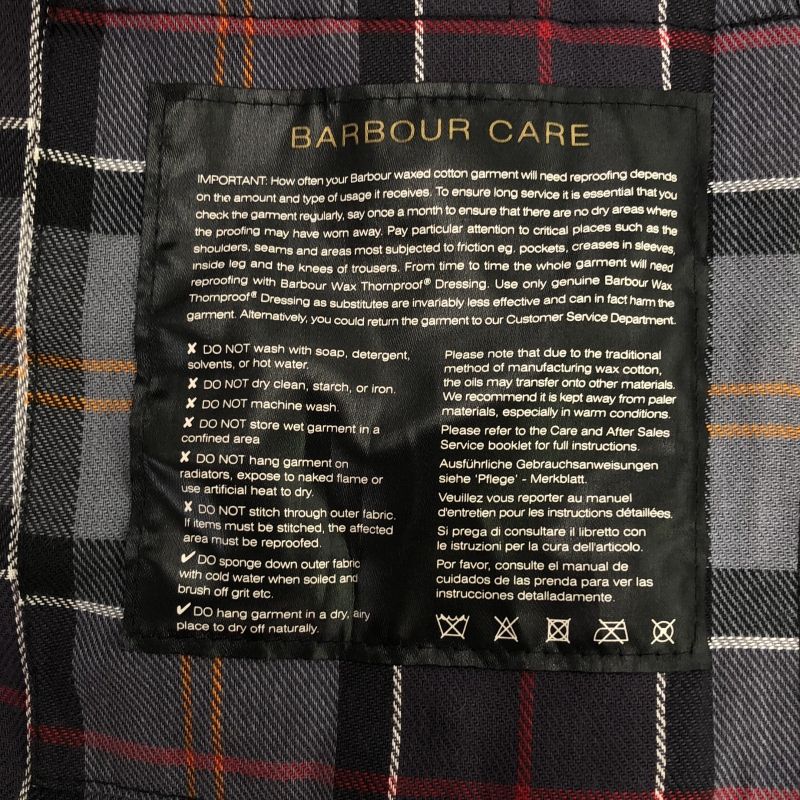 BARBOUR CARE
IMPORTANT: How often your Barbour waxed cotton garment will need reproofing depends
on the amount and type of usage it receives. To ensure long service it is essential that you
check the garment regularly, say once a month to ensure that there are no dry areas where
the proofing may have worn away. Pay particular attention to critical places such as the
shoulders, seams and areas most subjected to friction eg. pockets, creases in sleeves,
inside leg and the knees of trousers. From time to time the whole garment will need
reproofing with Barbour Wax Thornproof® Dressing. Use only genuine Barbour Wax
Thornproof® Dressing as substitutes are invariably less effective and can in fact harm the
garment. Alternatively, you could return the garment to our Customer Service Department.
✘ DO NOT wash with soap, detergent,
solvents, or hot water.
✘ DO NOT dry clean, starch, or iron.
✘ DO NOT machine wash.
✘ DO NOT store wet garment in a
confined area
✘ DO NOT hang garment on
radiators, expose to naked flame or
use artificial heat to dry.
✘ DO NOT stitch through outer fabric.
If items must be stitched, the affected
area must be reproofed.
✔ DO sponge down outer fabric
with cold water when soiled and
brush off grit etc.
✔ DO hang garment in a dry, airy
place to dry off naturally.
Please note that due to the traditional
method of manufacturing wax cotton,
the oils may transfer onto other materials.
We recommend it is kept away from paler
materials, especially in warm conditions.
Please refer to the Care and After Sales
Service booklet for full instructions.
Ausführliche Gebrauchsanweisungen
siehe 'Pflege' - Merkblatt.
Veuillez vous reporter au manuel
d'entretien pour les instructions détaillées.
Si prega di consultare il libretto con
le istruzioni per la cura dell'articolo.
Por favor, consulte el manual de
cuidados de las prenda para ver las
instrucciones detalladamente.